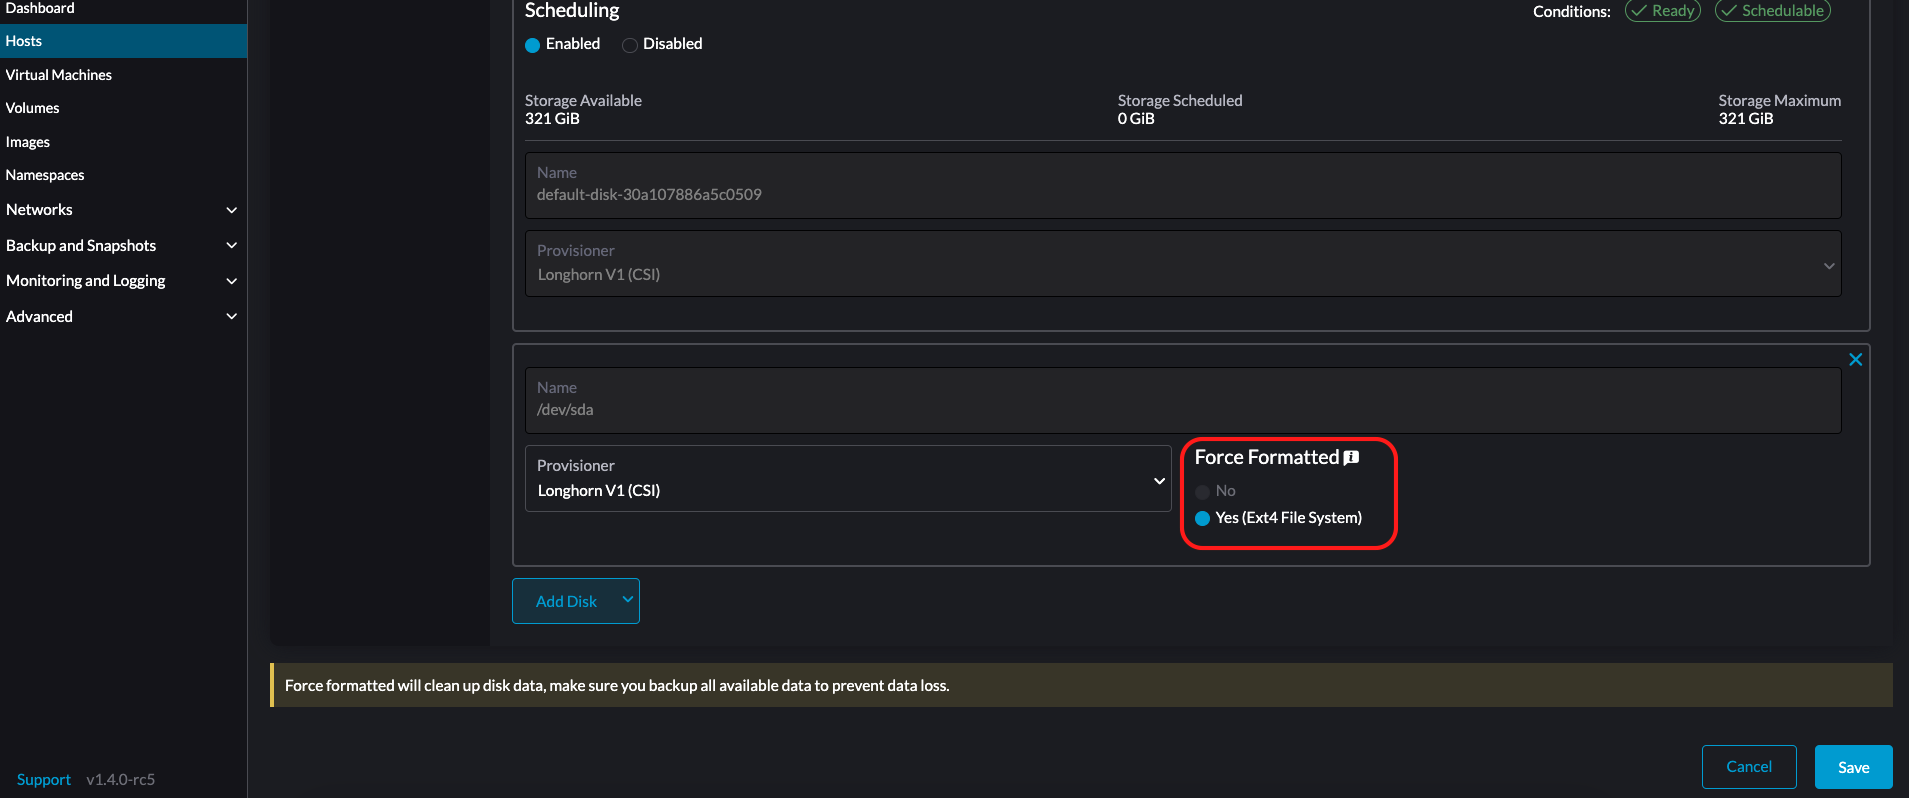 Dashboard
Hosts
Virtual Machines
Volumes
Images
Namespaces
Networks
Backup and Snapshots
Monitoring and Logging
Advanced
Support v1.4.0-rc5
Scheduling
Conditions: Ready Schedulable
Enabled Disabled
Storage Available Storage Scheduled Storage Maximum
321 GiB 0 GiB 321 GiB
Name
default-disk-30a107886a5c0509
Provisioner
Longhorn V1 (CSI)
Name
/dev/sda
Provisioner
Longhorn V1 (CSI)
Force Formatted
No
Yes (Ext4 File System)
Add Disk
Force formatted will clean up disk data, make sure you backup all available data to prevent data loss.
Cancel Save